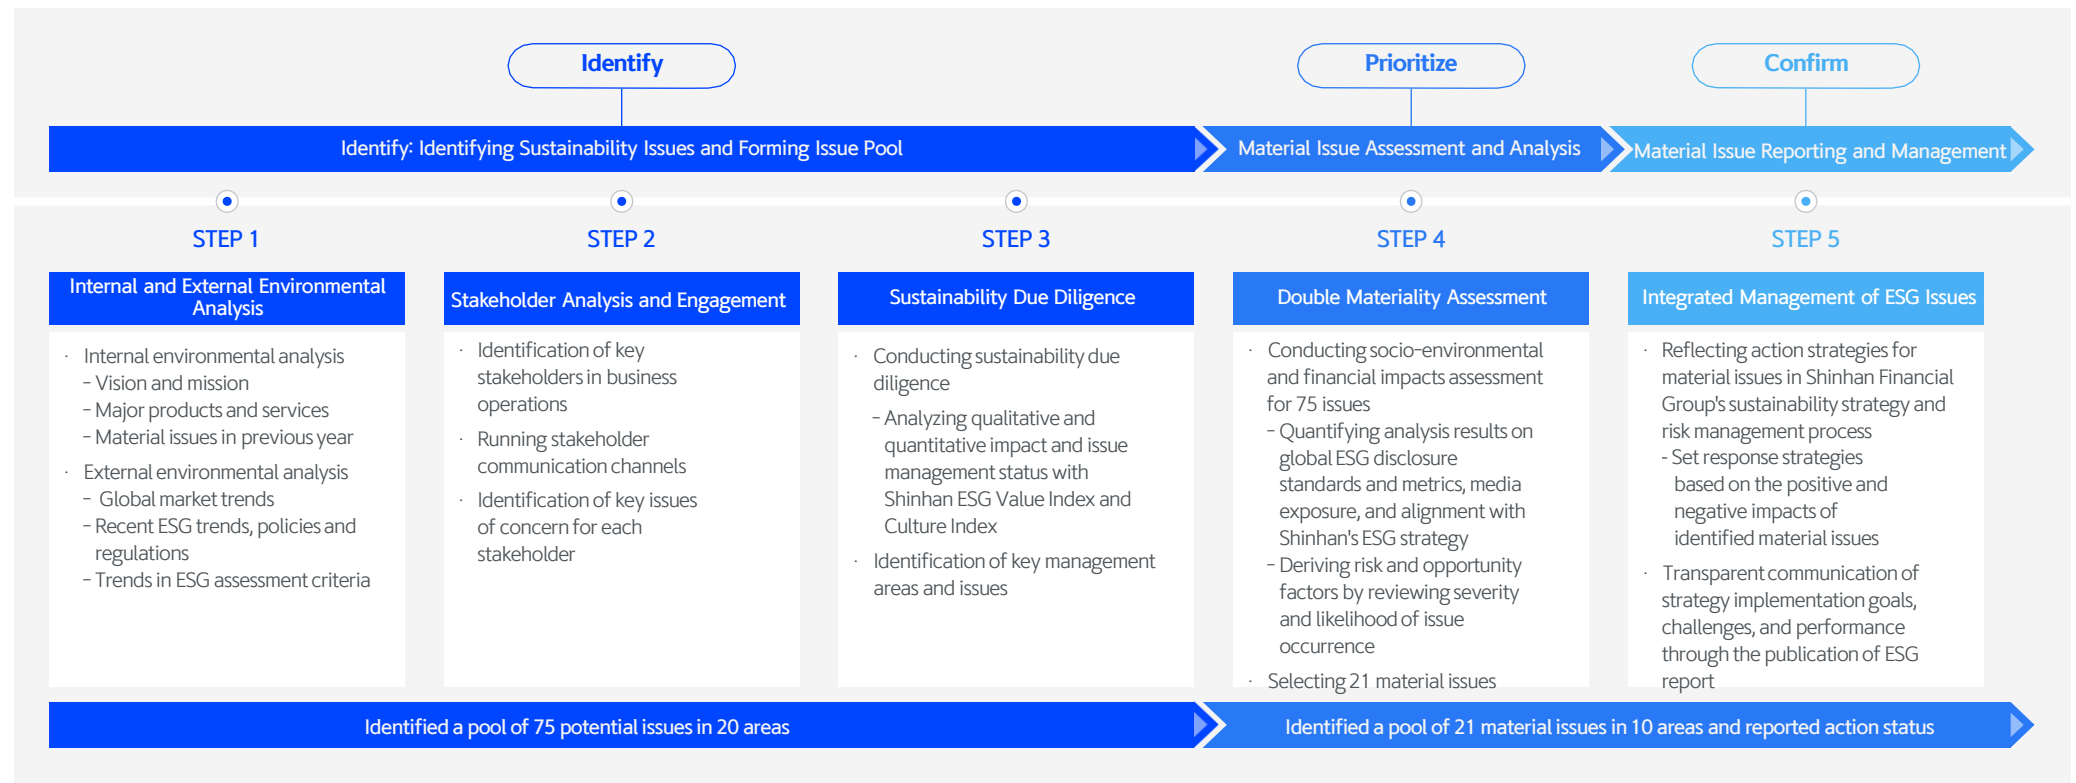 Identify
Prioritize
Confirm
Identify: Identifying Sustainability Issues and Forming Issue Pool
Material Issue Assessment and Analysis
Material Issue Reporting and Management
STEP 1
STEP 2
STEP 3
STEP 4
STEP 5
Internal and External Environmental
Analysis
· Internal environmental analysis
- Vision and mission
- Major products and services
- Material issues in previous year
· External environmental analysis
- Global market trends
- Recent ESG trends, policies and
regulations
- Trends in ESG assessment criteria
Stakeholder Analysis and Engagement
· Identification of key
stakeholders in business
operations
· Running stakeholder
communication channels
· Identification of key issues
of concern for each
stakeholder
Sustainability Due Diligence
· Conducting sustainability due
diligence
- Analyzing qualitative and
quantitative impact and issue
management status with
Shinhan ESG Value Index and
Culture Index
· Identification of key management
areas and issues
Double Materiality Assessment
· Conducting socio-environmental
and financial impacts assessment
for 75 issues
- Quantifying analysis results on
global ESG disclosure
standards and metrics, media
exposure, and alignment with
Shinhan's ESG strategy
- Deriving risk and opportunity
factors by reviewing severity
and likelihood of issue
occurrence
· Selecting 21 material issues
Integrated Management of ESG Issues
· Reflecting action strategies for
material issues in Shinhan Financial
Group's sustainability strategy and
risk management process
- Set response strategies
based on the positive and
negative impacts of
identified material issues
· Transparent communication of
strategy implementation goals,
challenges, and performance
through the publication of ESG
report
Identified a pool of 75 potential issues in 20 areas
Identified a pool of 21 material issues in 10 areas and reported action status